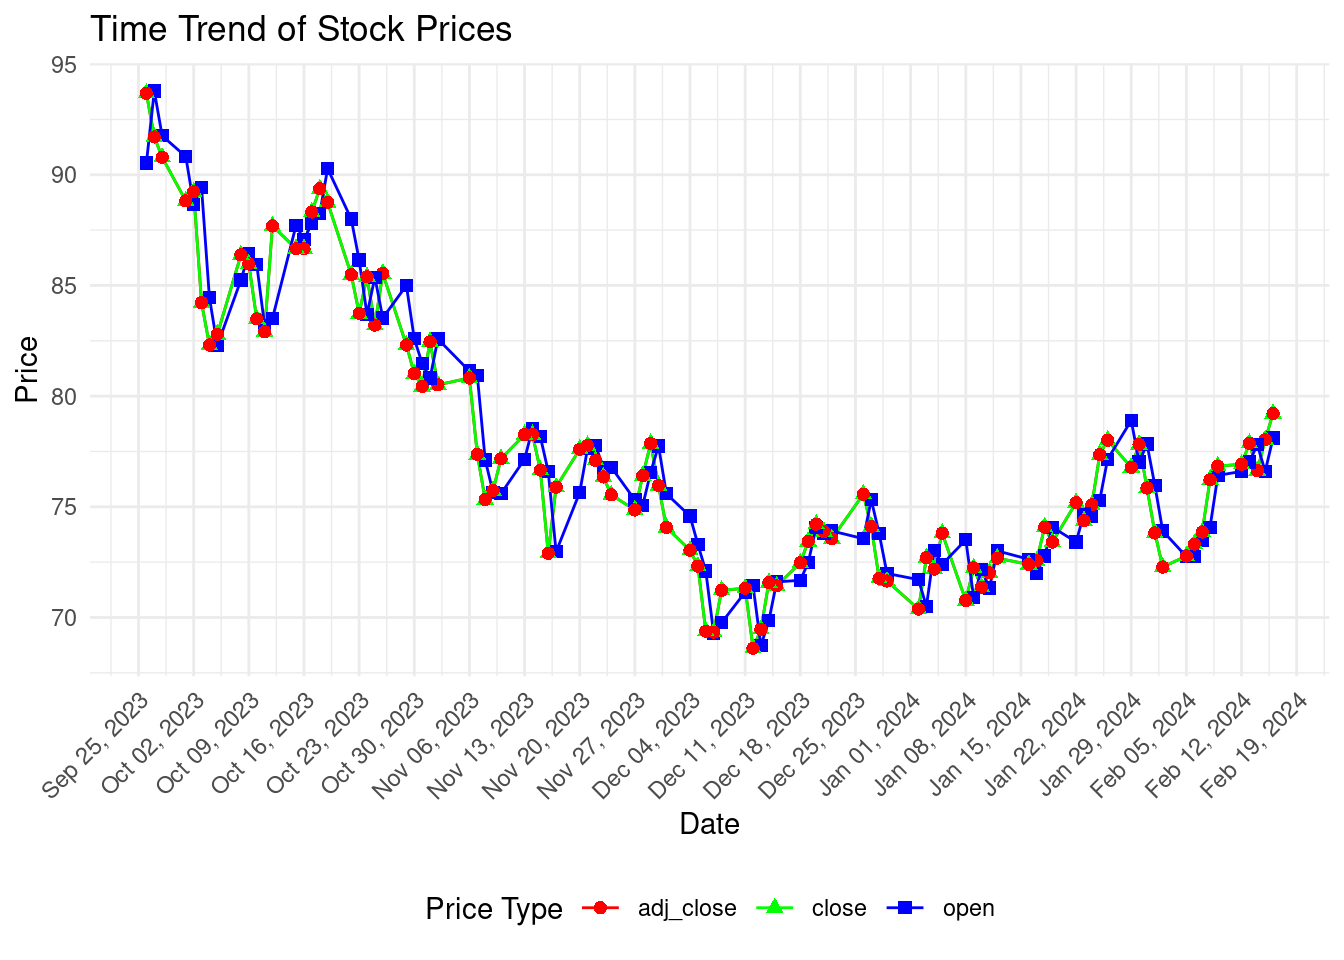 Time Trend of Stock Prices
95
90
85
80
75
70
Price
Sep 25, 2023
Oct 02, 2023
Oct 09, 2023
Oct 16, 2023
Oct 23, 2023
Oct 30, 2023
Nov 06, 2023
Nov 13, 2023
Nov 20, 2023
Nov 27, 2023
Dec 04, 2023
Dec 11, 2023
Dec 18, 2023
Dec 25, 2023
Jan 01, 2024
Jan 08, 2024
Jan 15, 2024
Jan 22, 2024
Jan 29, 2024
Feb 05, 2024
Feb 12, 2024
Feb 19, 2024
Date
Price Type adj_close close open